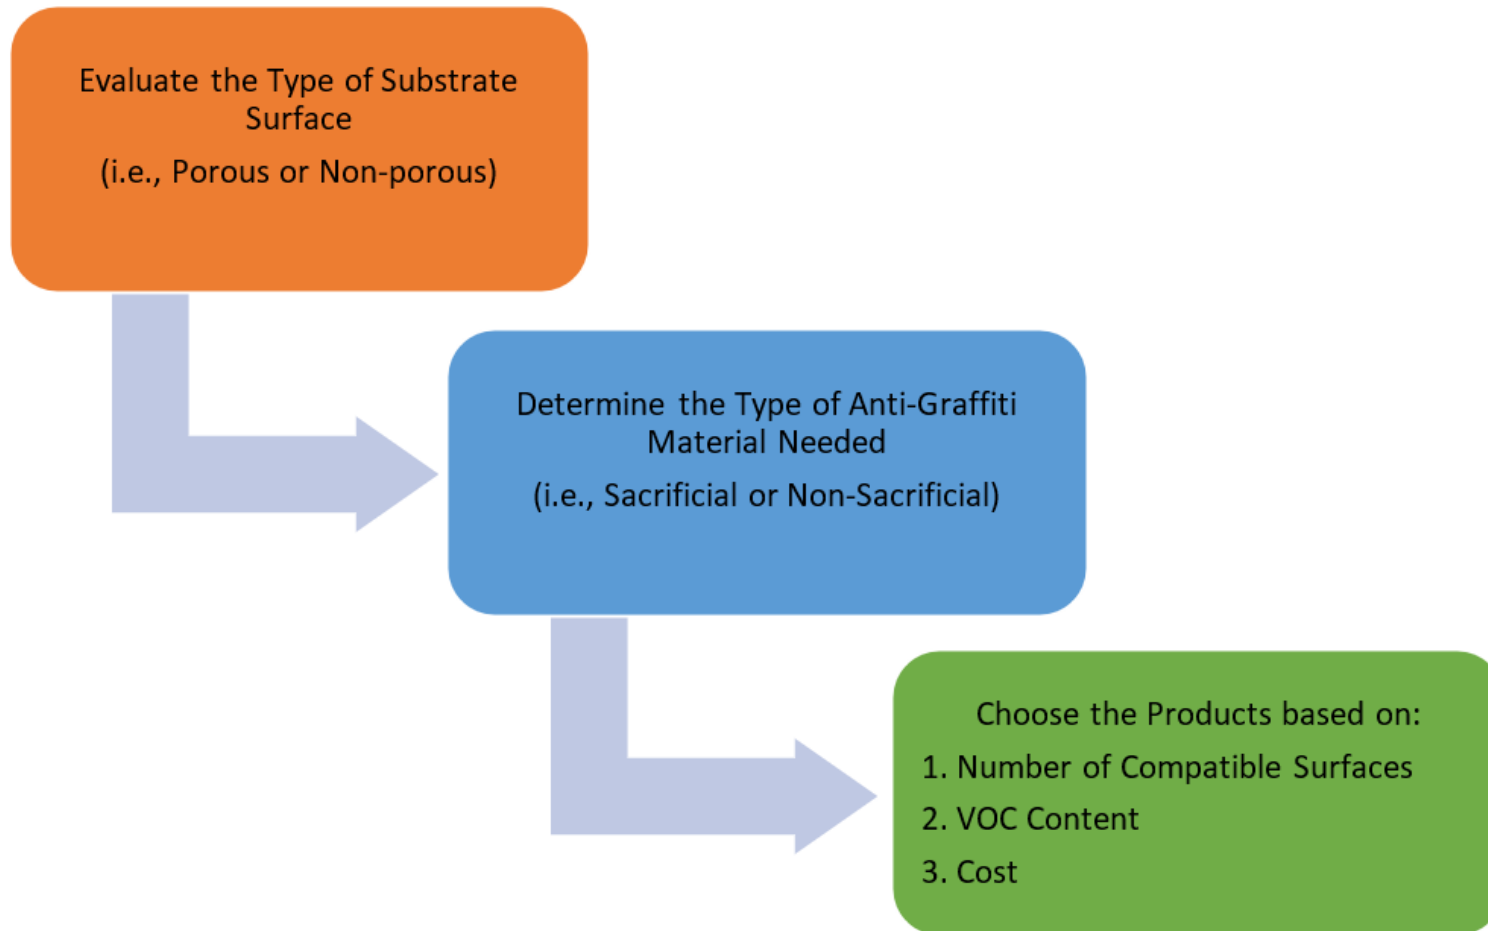 Evaluate the Type of Substrate
Surface
(i.e., Porous or Non-porous)
Determine the Type of Anti-Graffiti
Material Needed
(i.e., Sacrificial or Non-Sacrificial)
Choose the Products based on:
1. Number of Compatible Surfaces
2. VOC Content
3. Cost